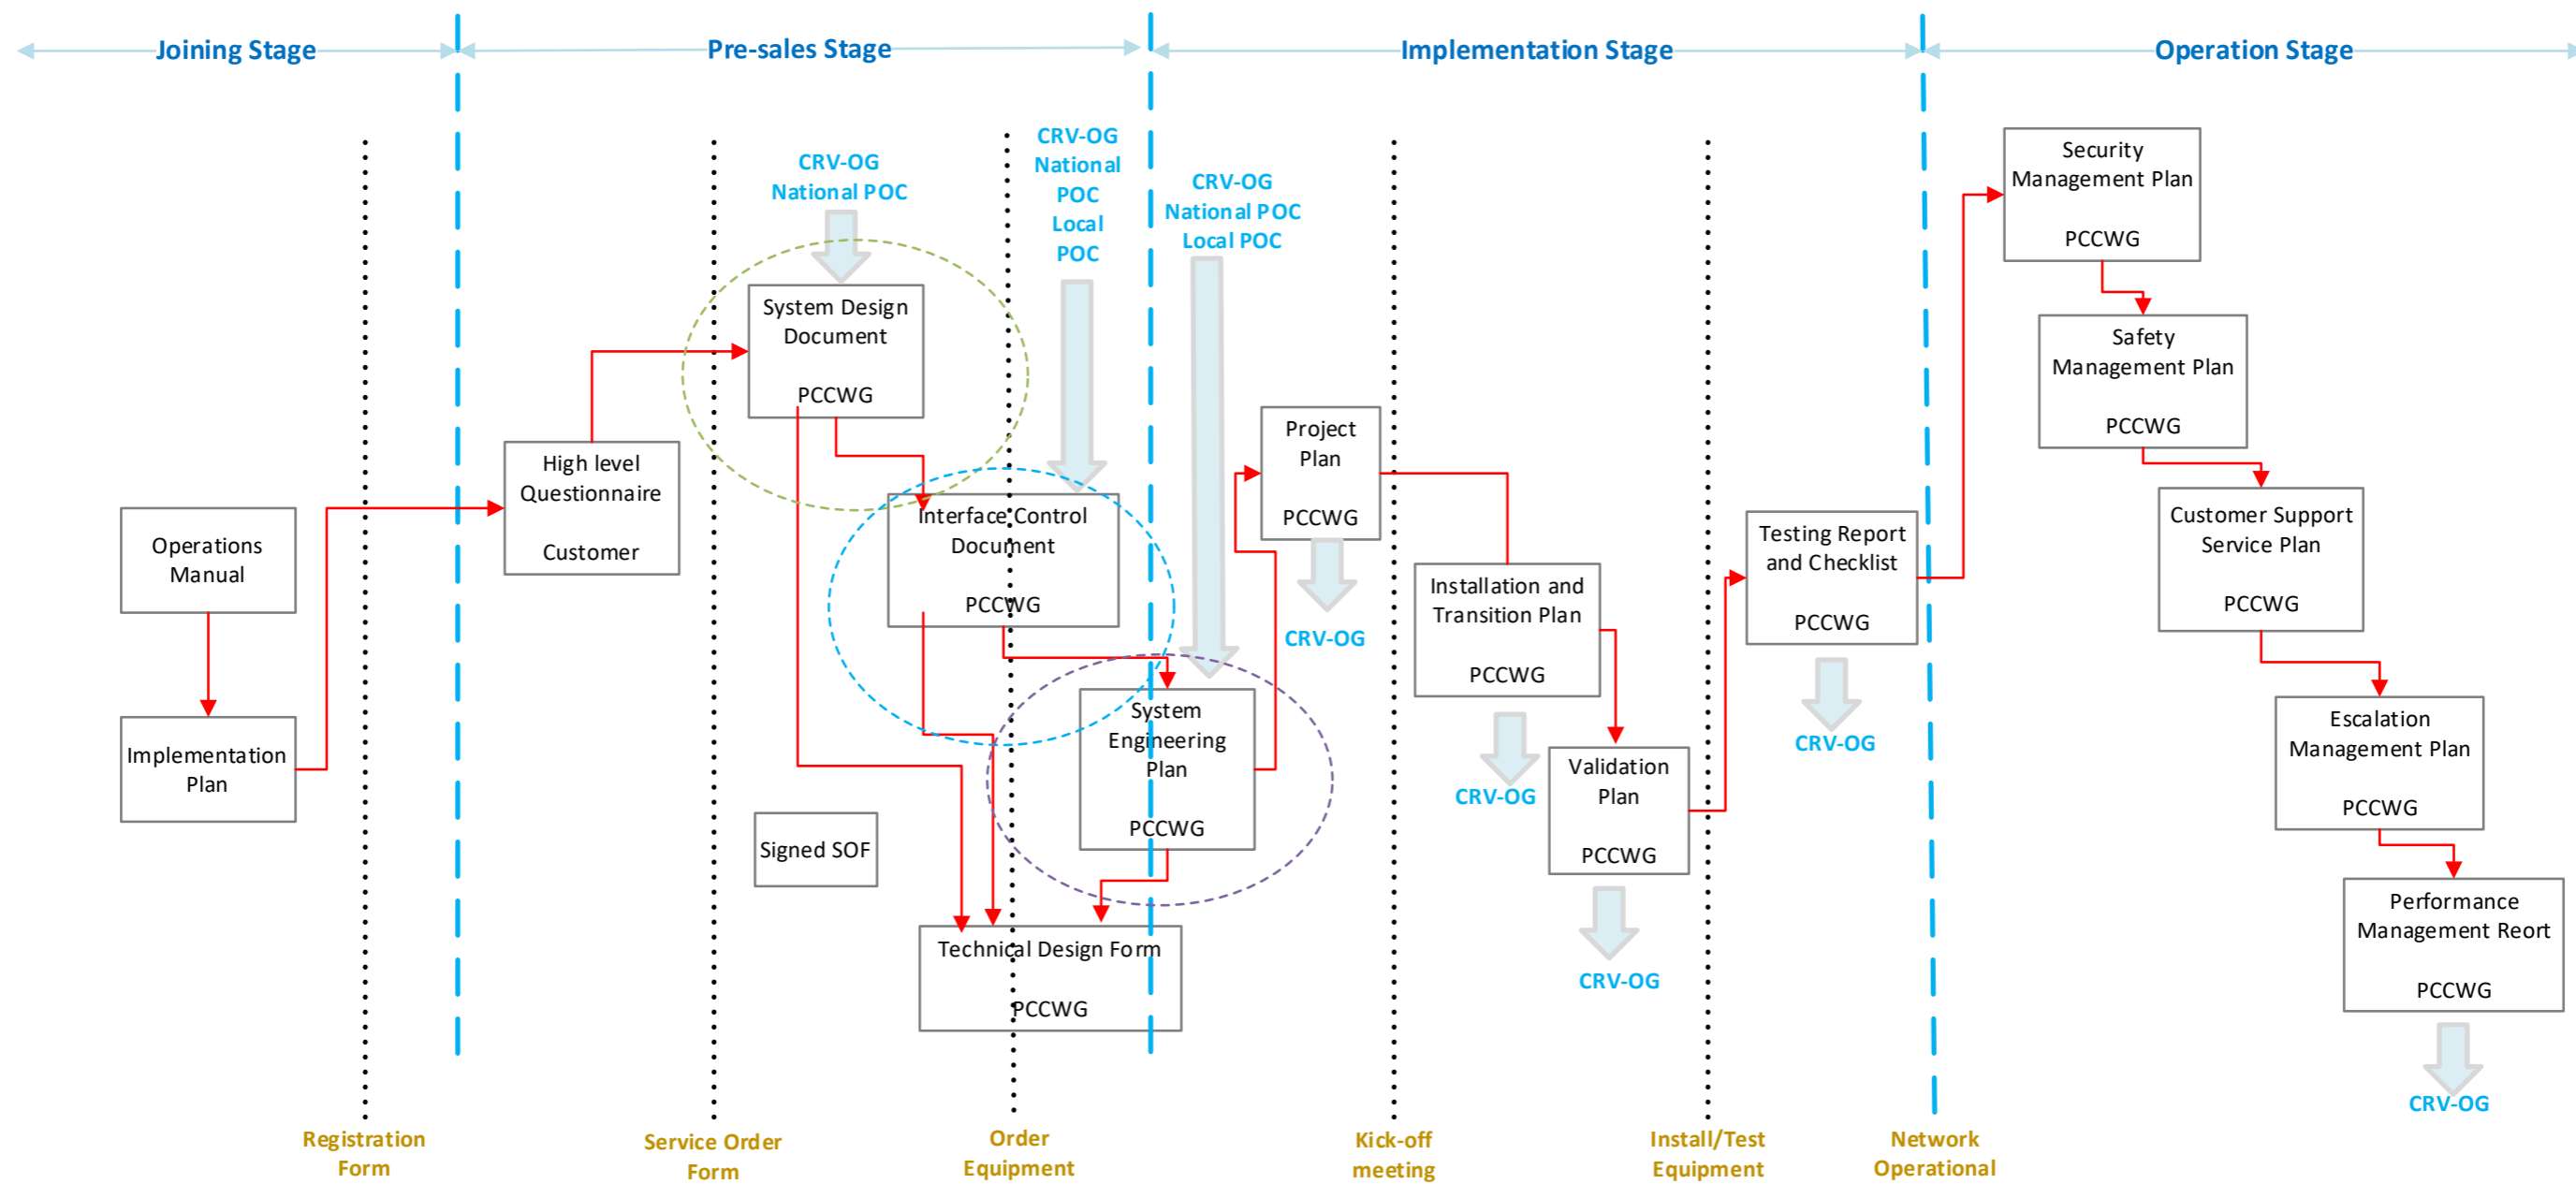 Joining Stage
Pre-sales Stage
Implementation Stage
Operation Stage
Operations
Manual
Implementation
Plan
High level
Questionnaire
Customer
CRV-OG
National POC
System Design
Document
PCCWG
CRV-OG
National
POC
Local
POC
Interface Control
Document
PCCWG
CRV-OG
National POC
Local POC
System
Engineering
Plan
PCCWG
Signed SOF
Technical Design Form
PCCWG
Project
Plan
PCCWG
CRV-OG
Installation and
Transition Plan
PCCWG
CRV-OG
Validation
Plan
PCCWG
CRV-OG
Testing Report
and Checklist
PCCWG
CRV-OG
Security
Management Plan
PCCWG
Safety
Management Plan
PCCWG
Customer Support
Service Plan
PCCWG
Escalation
Management Plan
PCCWG
Performance
Management Reort
PCCWG
CRV-OG
Registration
Form
Service Order
Form
Order
Equipment
Kick-off
meeting
Install/Test
Equipment
Network
Operational